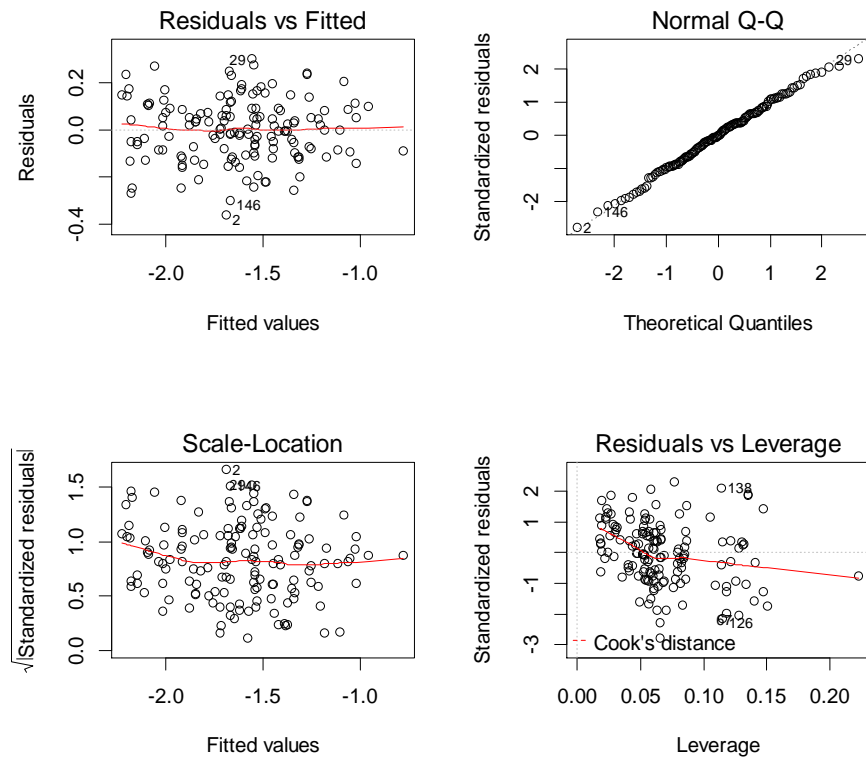 Residuals vs Fitted
Residuals
0.2
0.0
-0.4
29
146
2
-2.0 -1.5 -1.0
Fitted values
Normal Q-Q
Standardized residuals
2
1
0
-2
29
146
2
-2 -1 0 1 2
Theoretical Quantiles
Scale-Location
√|Standardized residuals|
1.5
1.0
0.5
0.0
2
146
-2.0 -1.5 -1.0
Fitted values
Residuals vs Leverage
Standardized residuals
2
1
-1
-3
138
126
Cook's distance
0.00 0.05 0.10 0.15 0.20
Leverage